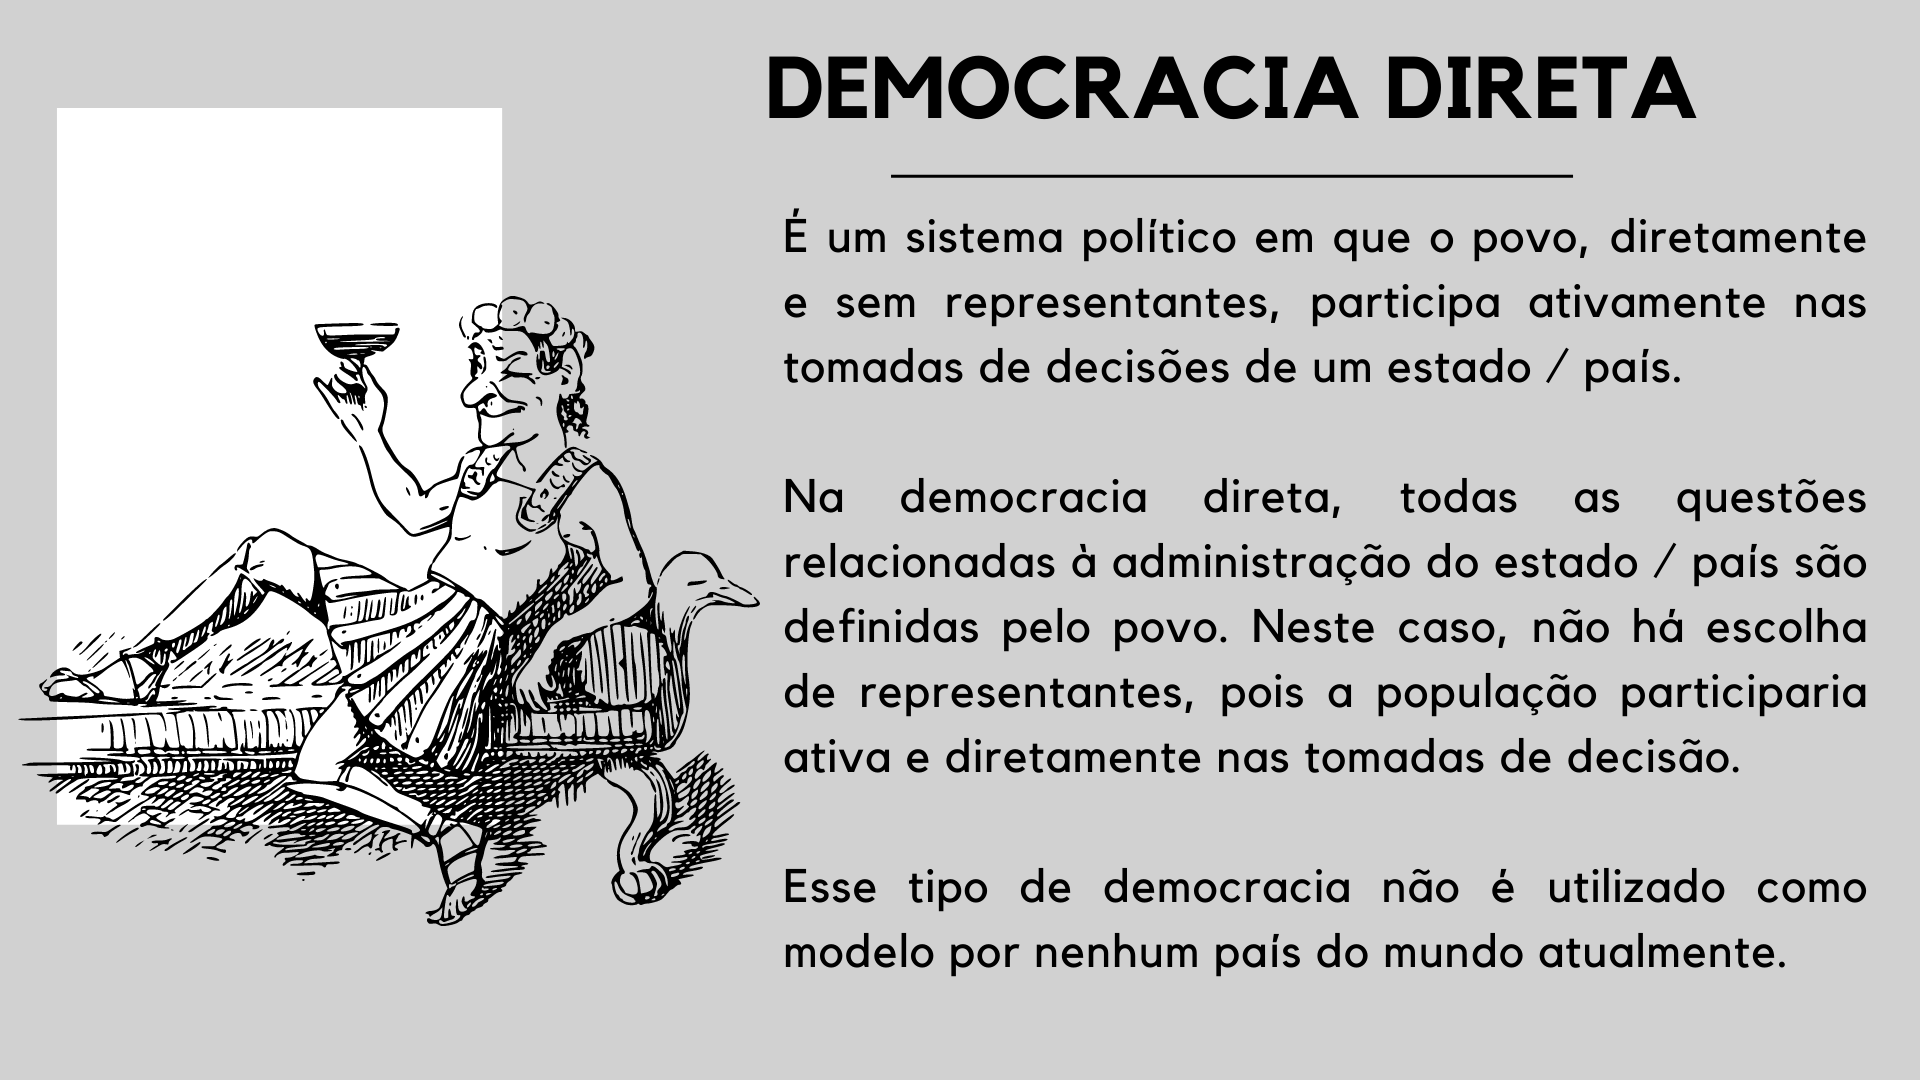 DEMOCRACIA DIRETA
É um sistema político em que o povo, diretamente
e sem representantes, participa ativamente nas
tomadas de decisões de um estado / país.
Na democracia direta, todas as questões
relacionadas à administração do estado / país são
definidas pelo povo. Neste caso, não há escolha
de representantes, pois a população participaria
ativa e diretamente nas tomadas de decisão.
Esse tipo de democracia não é utilizado como
modelo por nenhum país do mundo atualmente.